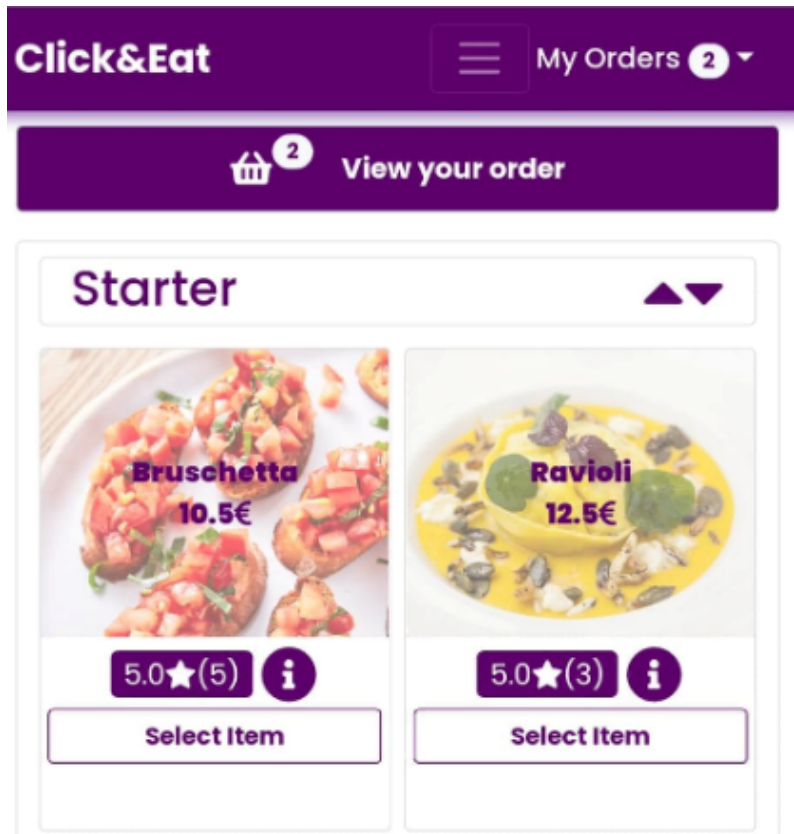 Click&Eat
My Orders 2
2 View your order
Starter
Bruschetta
10.5€
Ravioli
12.5€
5.0★(5) i
5.0★(3) i
Select Item
Select Item